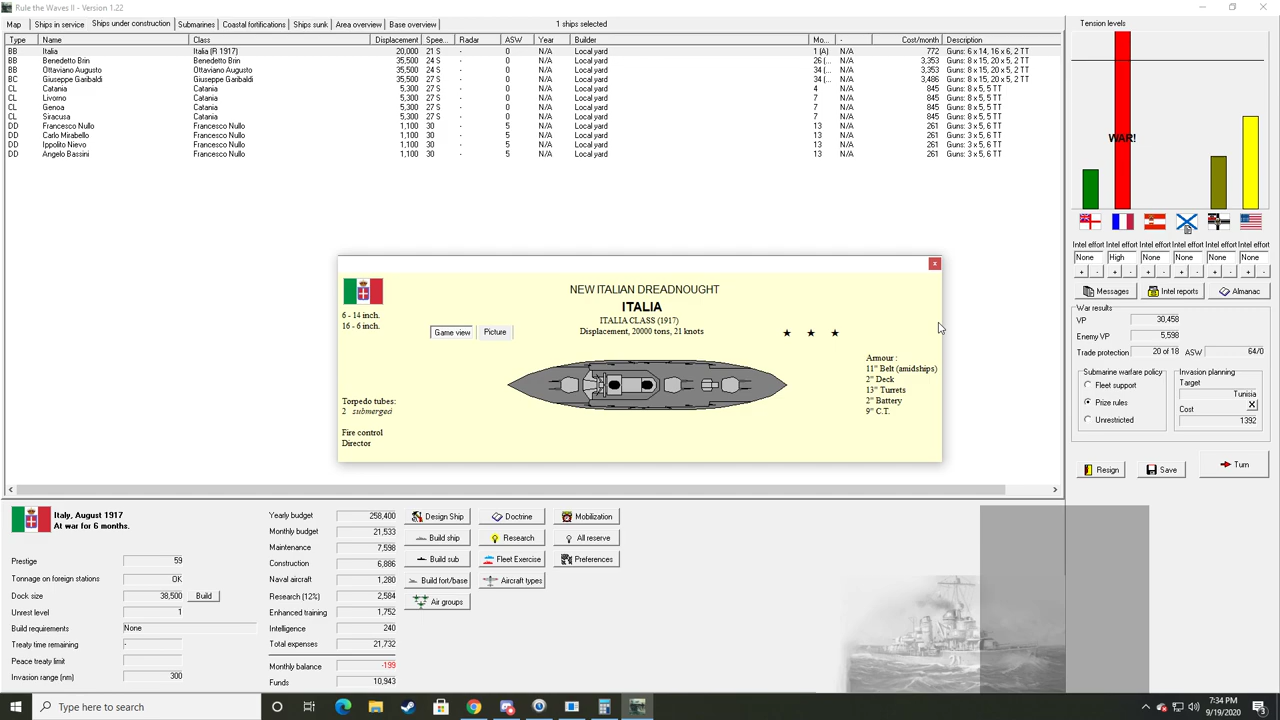 Rule the Waves II - Version 1.22
Map Ships in service Ships under construction Submarines Coastal fortifications Ships sunk Area overview Base overview 1 ships selected
Type Name Class Displacement Spee... Radar ASW Year Builder Mo... - Cost/month Description
BB Italia Italia (R 1917) 20,000 21 S - 0 N/A Local yard 1 (A) N/A 772 Guns: 6 x 14, 16 x 6, 2 TT
BB Benedetto Brin Benedetto Brin 35,500 24 S - 0 N/A Local yard 26 (... N/A 3,353 Guns: 8 x 15, 20 x 5, 2 TT
BB Ottaviano Augusto Benedetto Brin 35,500 24 S - 0 N/A Local yard 34 (... N/A 3,353 Guns: 8 x 15, 20 x 5, 2 TT
BC Giuseppe Garibaldi Giuseppe Garibaldi 35,500 27 S - 0 N/A Local yard 34 (... N/A 3,486 Guns: 8 x 15, 20 x 5, 2 TT
CL Catania Catania 5,300 27 S - 0 N/A Local yard 4 N/A 845 Guns: 8 x 5, 5 TT
CL Livorno Catania 5,300 27 S - 0 N/A Local yard 7 N/A 845 Guns: 8 x 5, 5 TT
CL Genoa Catania 5,300 27 S - 0 N/A Local yard 7 N/A 845 Guns: 8 x 5, 5 TT
CL Siracusa Catania 5,300 27 S - 0 N/A Local yard 7 N/A 845 Guns: 8 x 5, 5 TT
DD Francesco Nullo Francesco Nullo 1,100 30 - 5 N/A Local yard 13 N/A 261 Guns: 3 x 5, 6 TT
DD Carlo Mirabello Francesco Nullo 1,100 30 - 5 N/A Local yard 13 N/A 261 Guns: 3 x 5, 6 TT
DD Ippolito Nievo Francesco Nullo 1,100 30 - 5 N/A Local yard 13 N/A 261 Guns: 3 x 5, 6 TT
DD Angelo Bassini Francesco Nullo 1,100 30 - 5 N/A Local yard 13 N/A 261 Guns: 3 x 5, 6 TT
NEW ITALIAN DREADNOUGHT
ITALIA
ITALIA CLASS (1917)
Displacement, 20000 tons, 21 knots
6 - 14 inch.
16 - 6 inch.
Game view Picture
Torpedo tubes:
2 submerged
Fire control
Director
Armour :
11" Belt (amidships)
2" Deck
13" Turrets
2" Battery
9" C.T.
Tension levels
WAR!
Intel effort Intel effort Intel effort Intel effort Intel effort Intel effort
None High None None None None
+ - + - + - + - + - + -
Messages Intel reports Almanac
War results
VP 30,458
Enemy VP 5,598
Trade protection 20 of 18 ASW 64/0
Submarine warfare policy
Fleet support
Prize rules
Unrestricted
Invasion planning
Target
Tunisia
Cost X
1392
Resign Save Turn
Italy, August 1917
At war for 6 months.
Prestige 59
Tonnage on foreign stations OK
Dock size 38,500 Build
Unrest level 1
Build requirements None
Treaty time remaining -
Peace treaty limit
Invasion range (nm) 300
Yearly budget 258,400
Monthly budget 21,533
Maintenance 7,598
Construction 6,886
Naval aircraft 1,280
Research (12%) 2,584
Enhanced training 1,752
Intelligence 240
Total expenses 21,732
Monthly balance -199
Funds 10,943
Design Ship Doctrine Mobilization
Build ship Research All reserve
Build sub Fleet Exercise Preferences
Build fort/base Aircraft types
Air groups
Type here to search
7:34 PM
9/19/2020
3